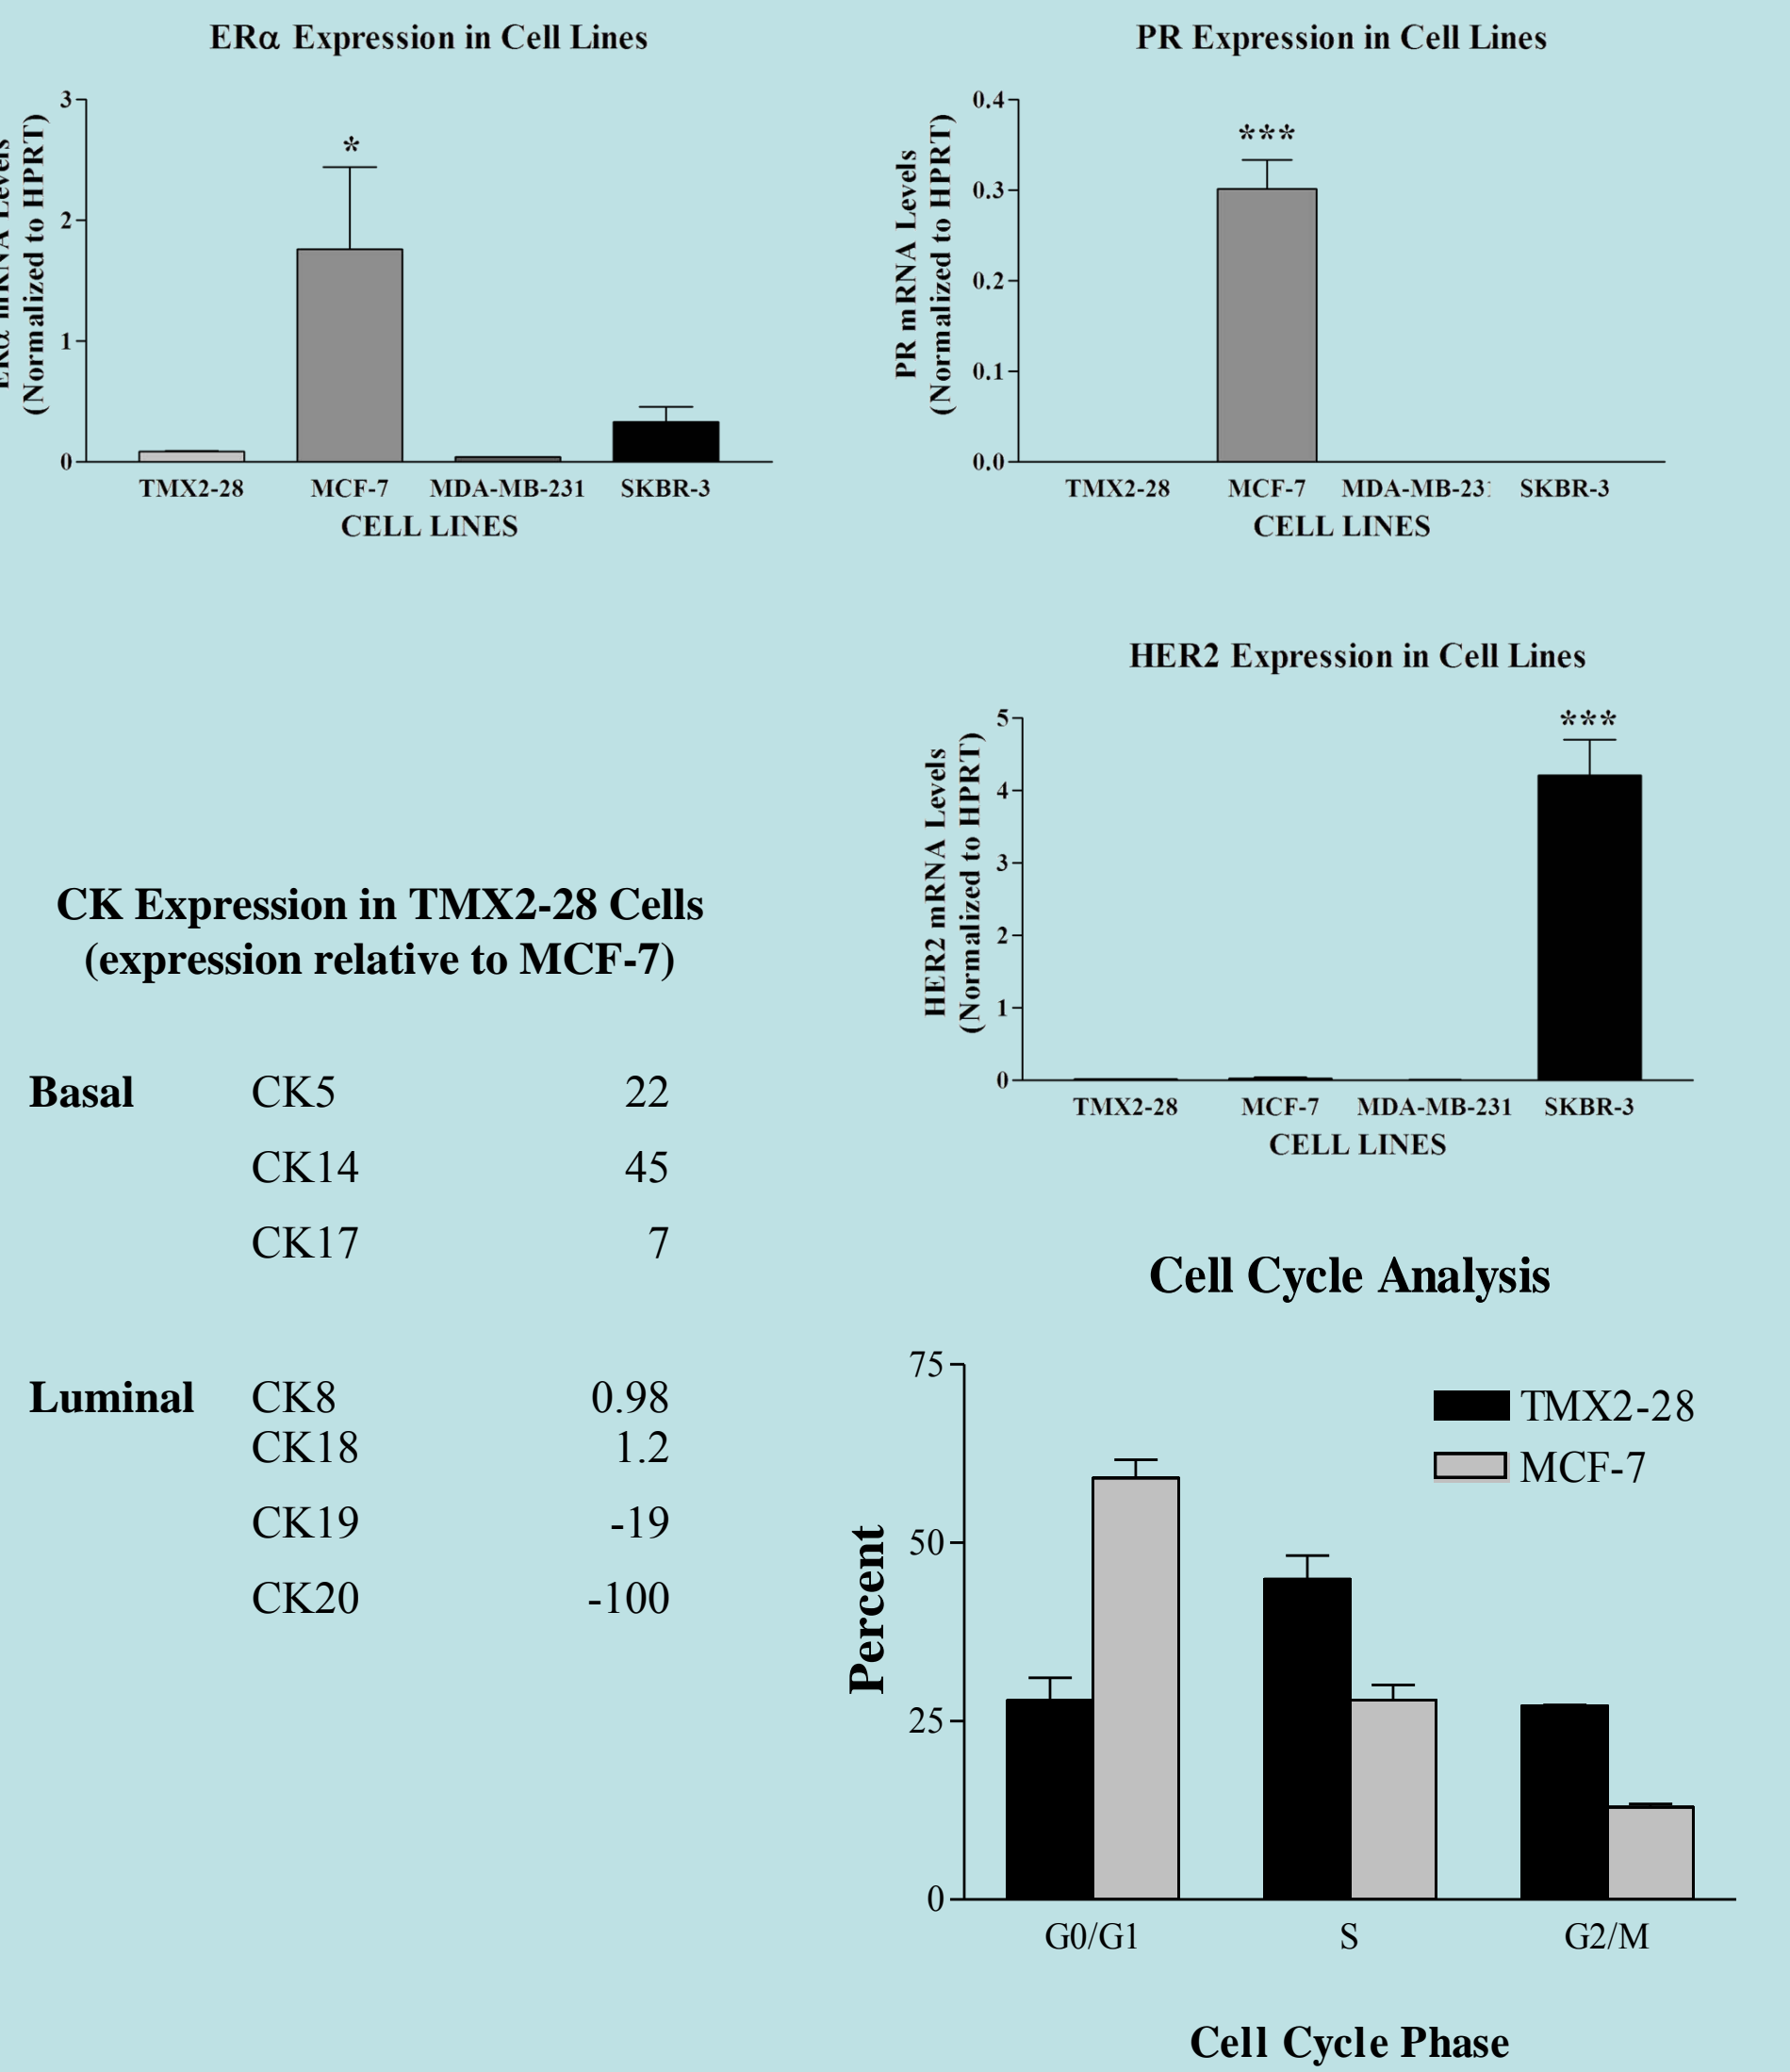 ERα Expression in Cell Lines
*
3
2
1
0
ERα mRNA Levels
(Normalized to HPRT)
TMX2-28 MCF-7 MDA-MB-231 SKBR-3
CELL LINES
PR Expression in Cell Lines
***
0.4
0.3
0.2
0.1
0.0
PR mRNA Levels
(Normalized to HPRT)
TMX2-28 MCF-7 MDA-MB-231 SKBR-3
CELL LINES
HER2 Expression in Cell Lines
***
5
4
3
2
1
0
HER2 mRNA Levels
(Normalized to HPRT)
TMX2-28 MCF-7 MDA-MB-231 SKBR-3
CELL LINES
CK Expression in TMX2-28 Cells
(expression relative to MCF-7)
Basal CK5 22
CK14 45
CK17 7
Luminal CK8 0.98
CK18 1.2
CK19 -19
CK20 -100
Cell Cycle Analysis
75
50
25
0
Percent
TMX2-28
MCF-7
G0/G1 S G2/M
Cell Cycle Phase